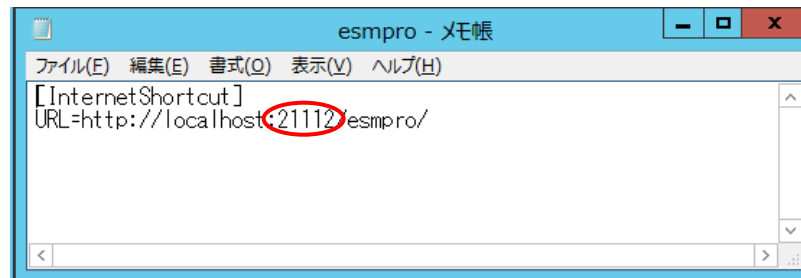 esmpro - メモ帳
ファイル(F) 編集(E) 書式(O) 表示(V) ヘルプ(H)
[InternetShortcut]
URL=http://localhost:21112/esmpro/